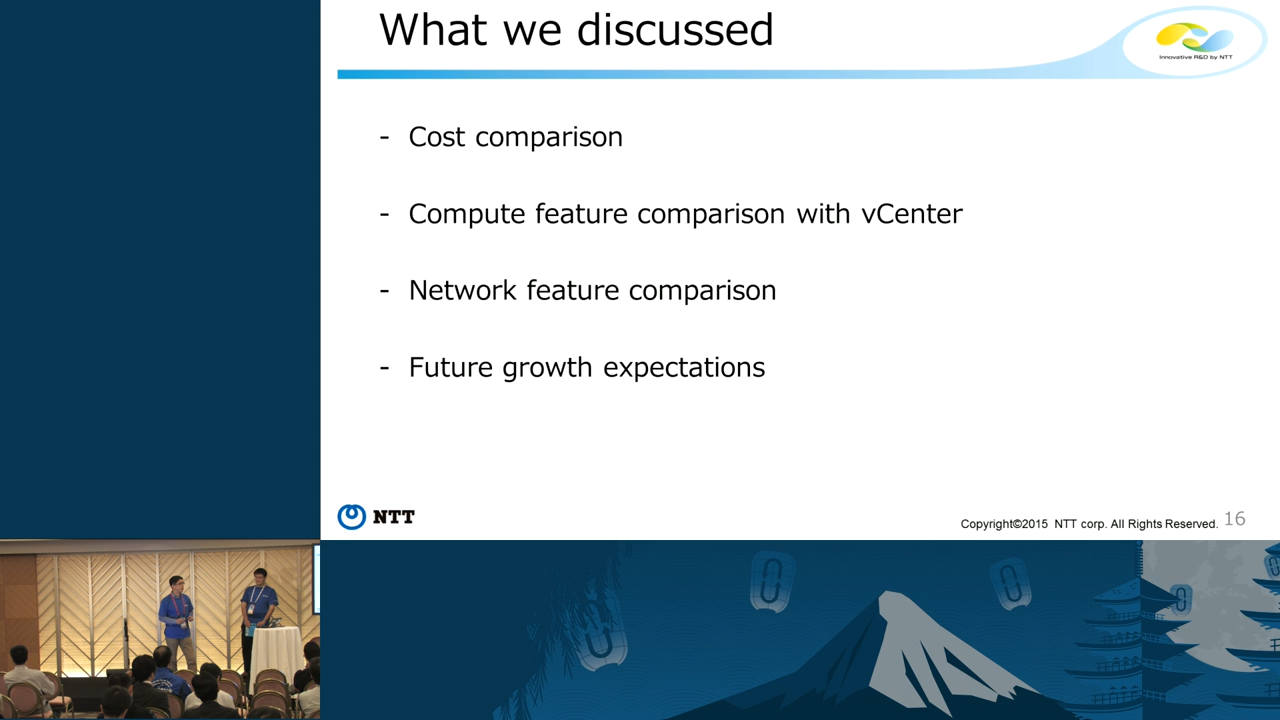 What we discussed
Innovative R&D by NTT
- Cost comparison
- Compute feature comparison with vCenter
- Network feature comparison
- Future growth expectations
NTT
Copyright©2015 NTT corp. All Rights Reserved.
16